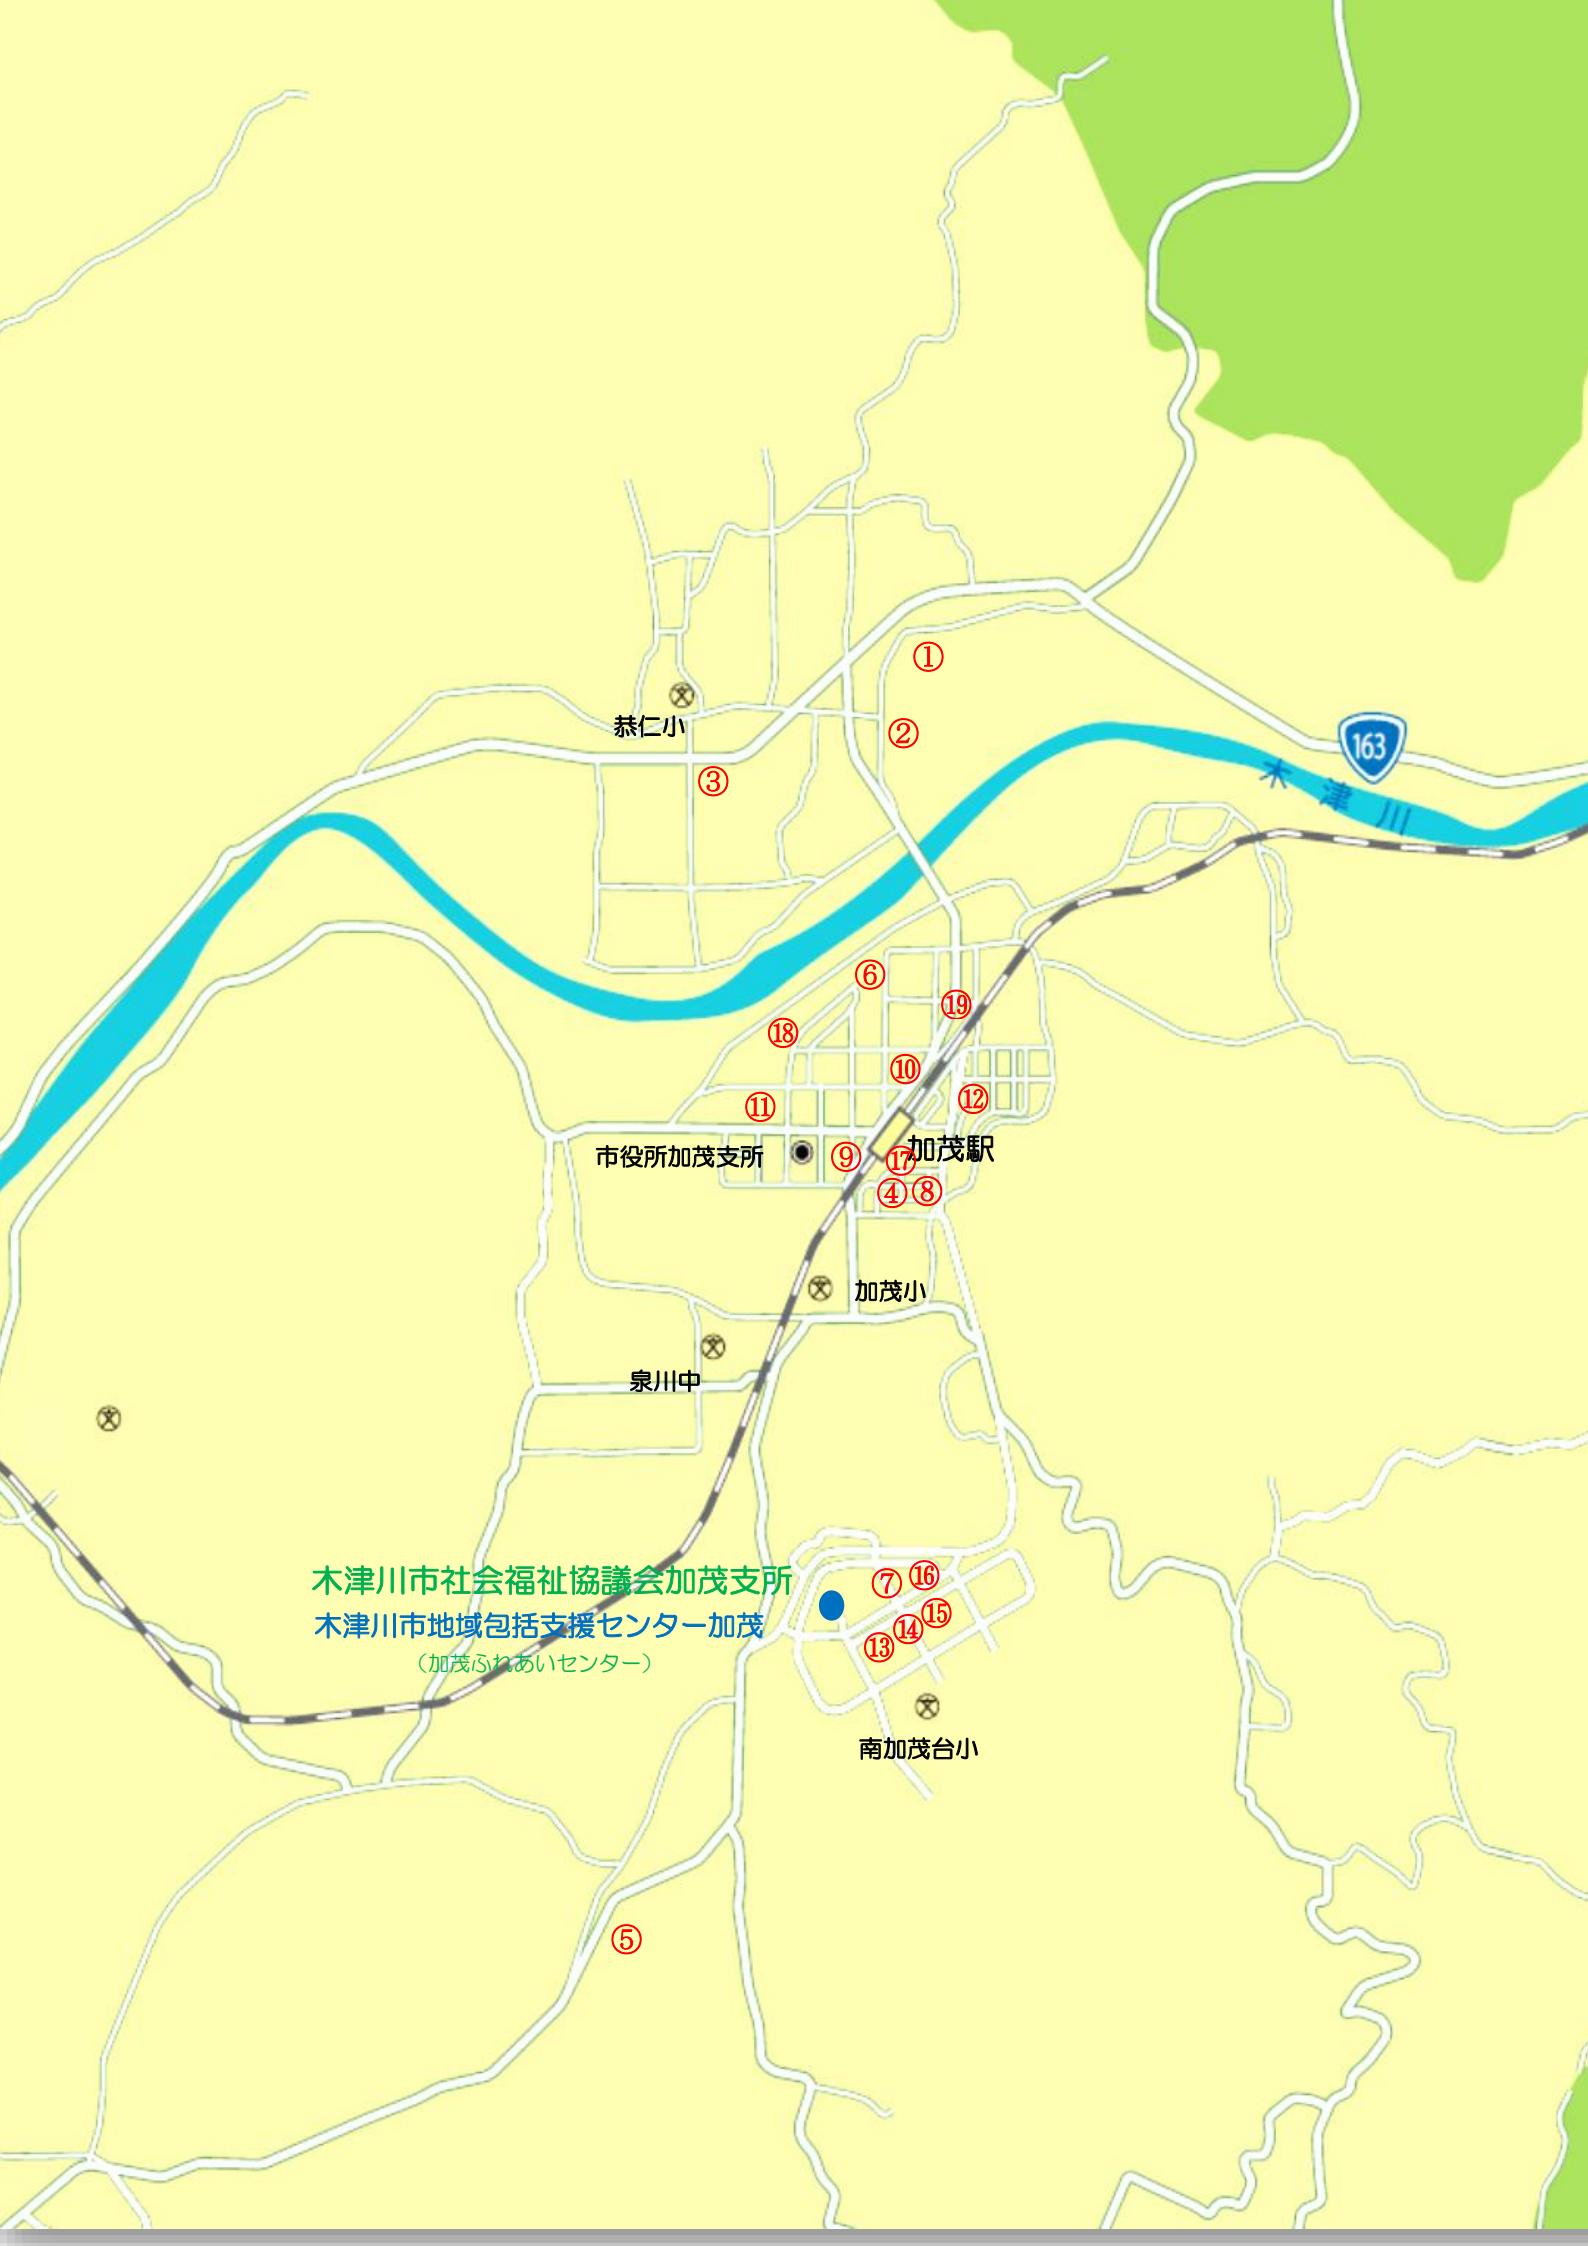 ①
恭仁小
②
163
木津川
③
⑥
⑲
⑱
⑩
⑫
⑪
市役所加茂支所
⑨
加茂駅
⑰
④
⑧
加茂小
泉川中
木津川市社会福祉協議会加茂支所
木津川市地域包括支援センター加茂
（加茂ふれあいセンター）
⑦
⑯
⑮
⑭
⑬
南加茂台小
⑤